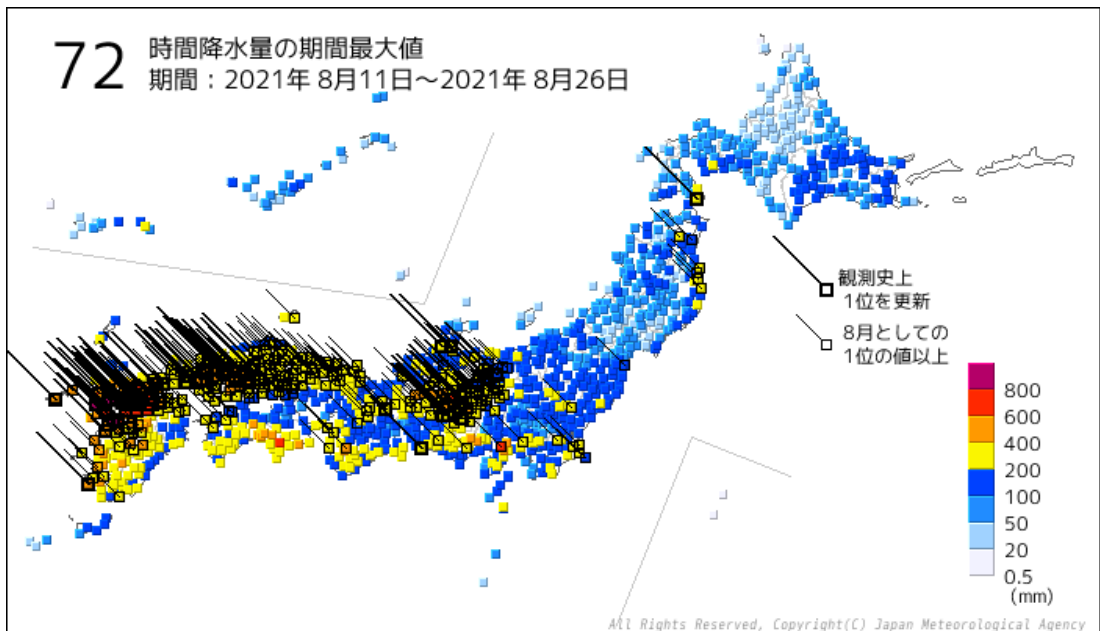 72 時間降水量の期間最大値
期間：2021年 8月11日～2021年 8月26日
観測史上
1位を更新
8月としての
1位の値以上
800
600
400
200
100
50
20
0.5
(mm)
All Rights Reserved, Copyright(C) Japan Meteorological Agency